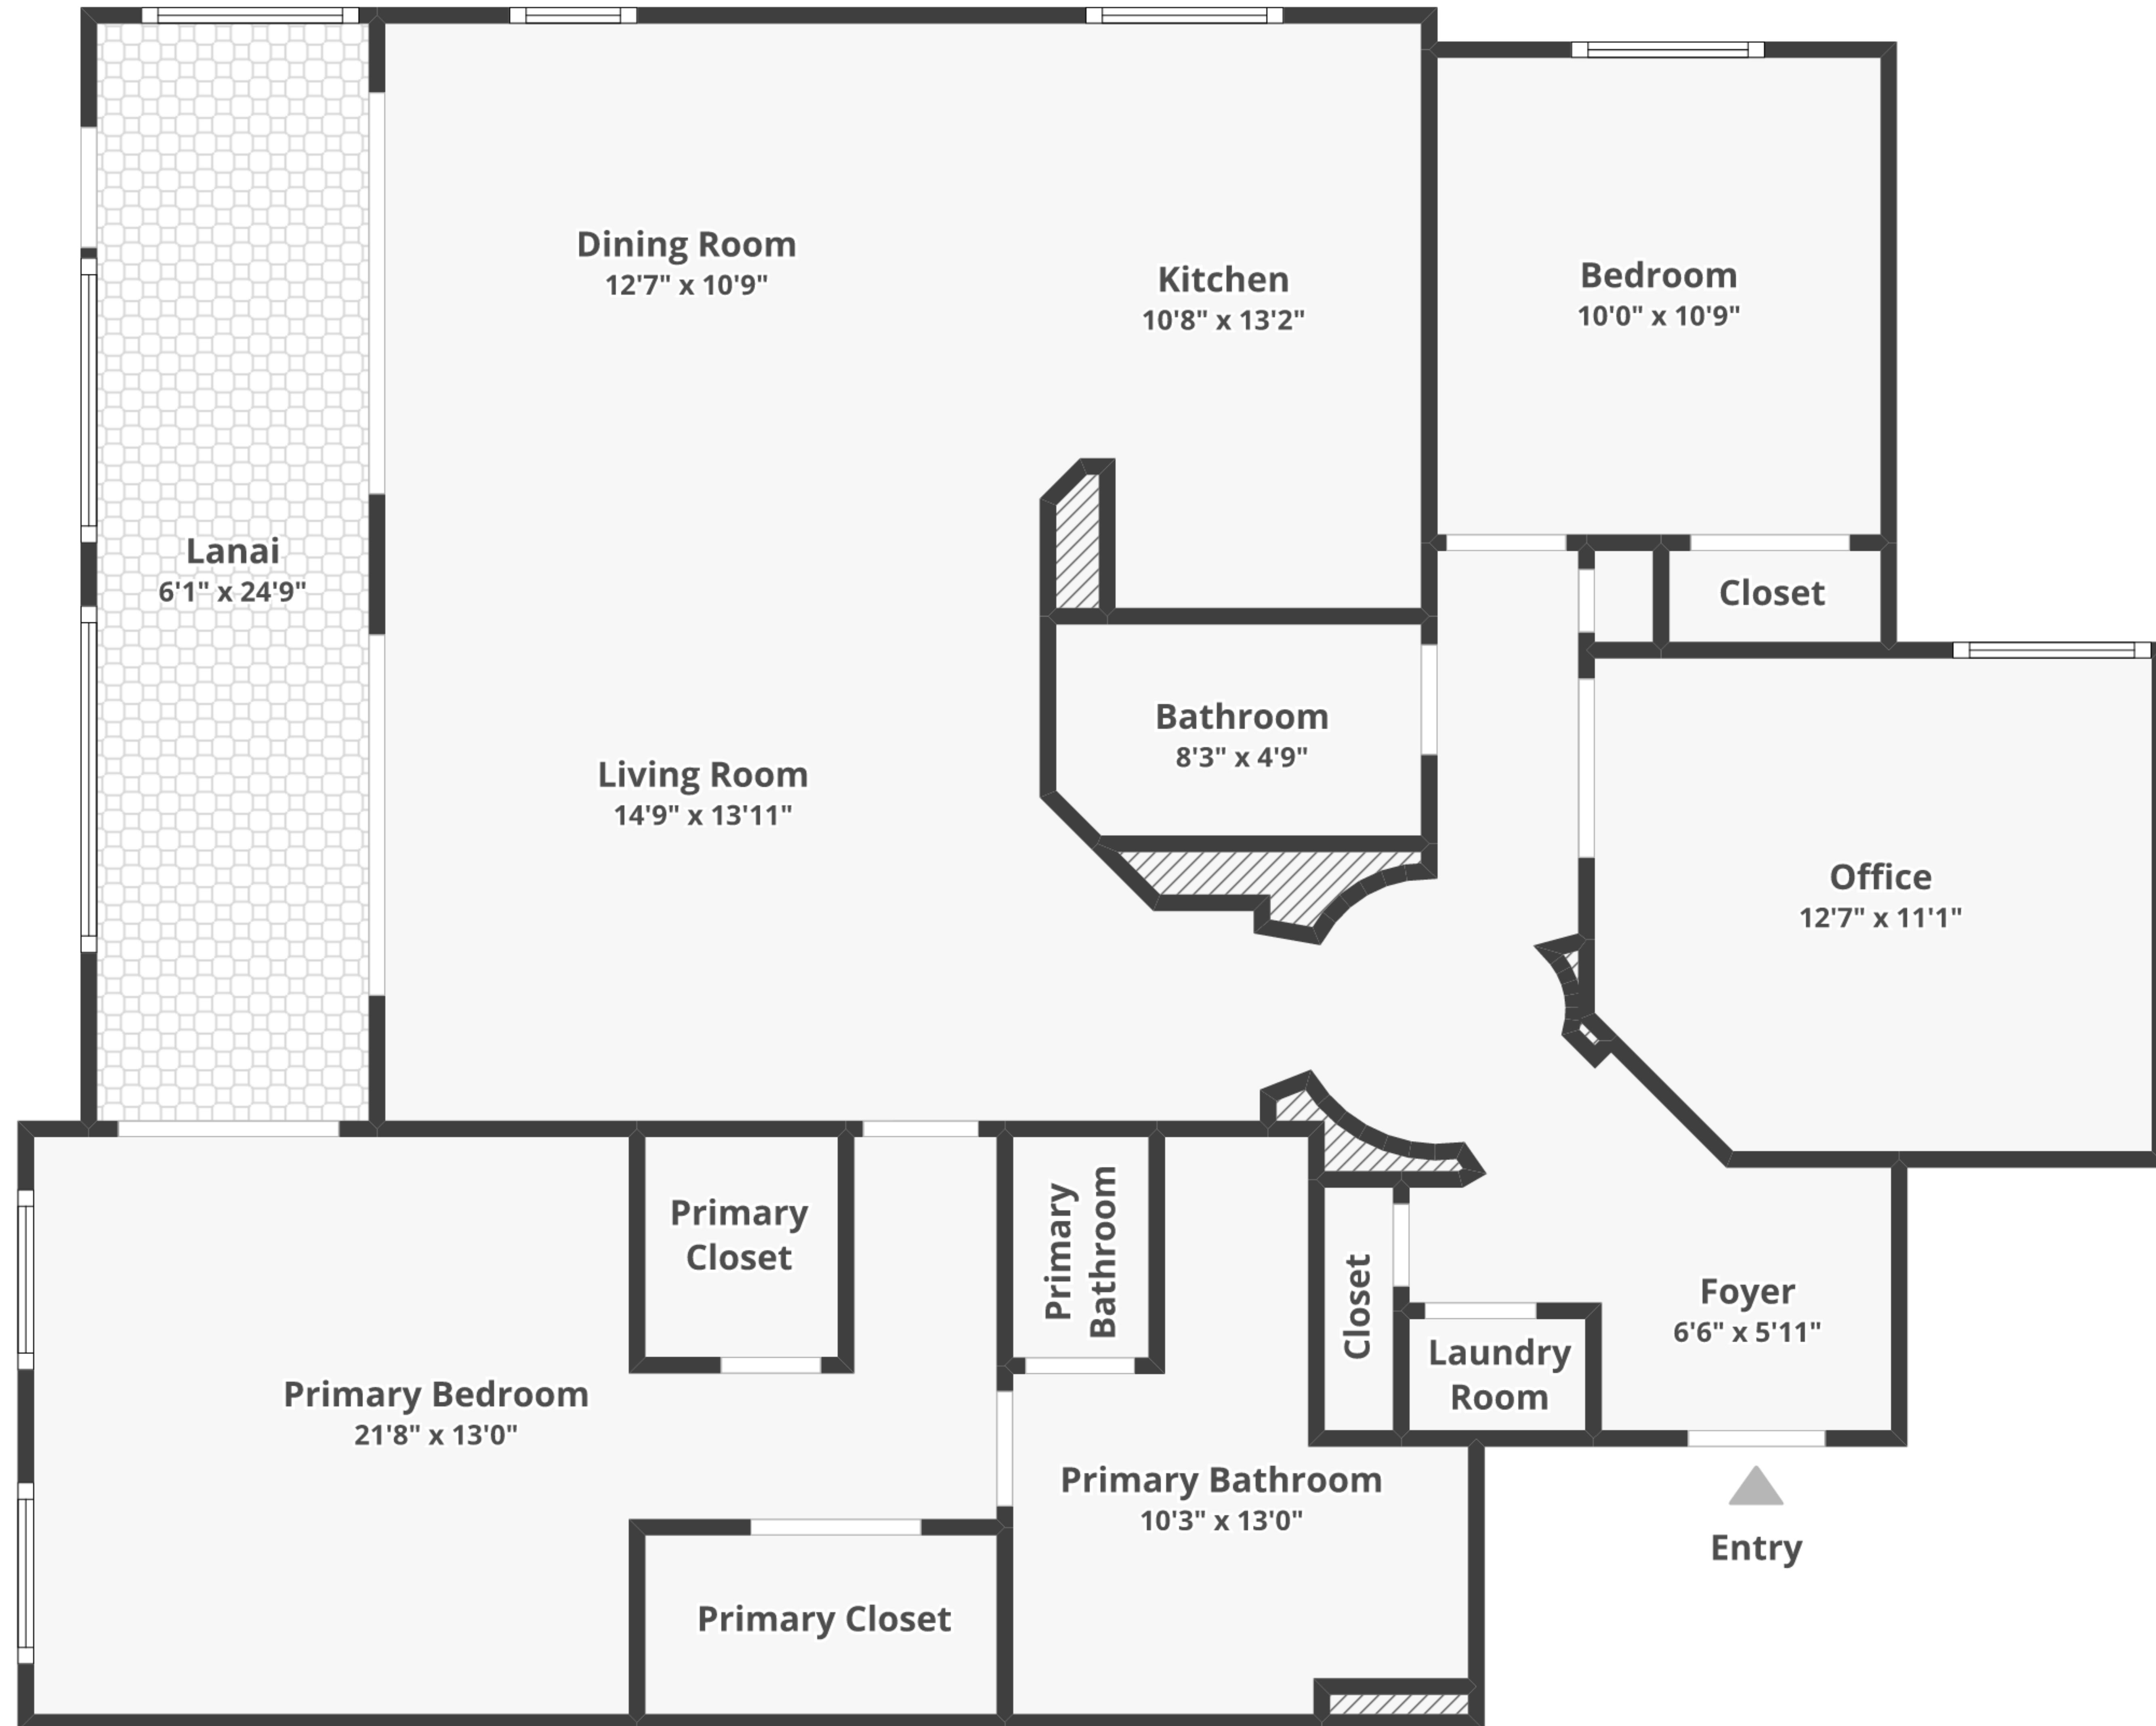 Dining Room
12'7" x 10'9"
Kitchen
10'8" x 13'2"
Bedroom
10'0" x 10'9"
Lanai
6'1" x 24'9"
Closet
Bathroom
8'3" x 4'9"
Living Room
14'9" x 13'11"
Office
12'7" x 11'1"
Primary
Closet
Primary
Bathroom
Closet
Foyer
6'6" x 5'11"
Laundry
Room
Primary Bedroom
21'8" x 13'0"
Primary Bathroom
10'3" x 13'0"
Entry
Primary Closet